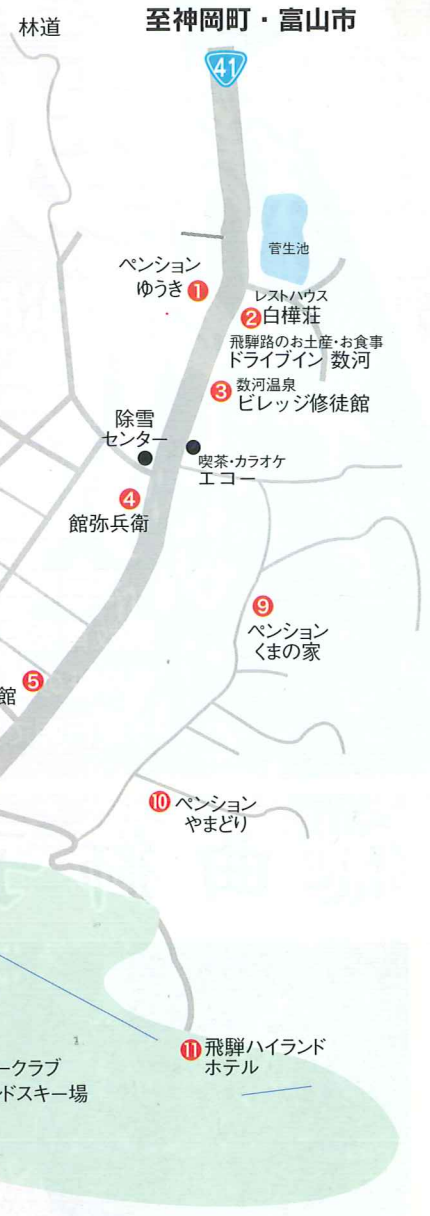 林道
至神岡町・富山市
41
菅生池
ペンション
ゆうき 1
レストハウス
2 白樺荘
飛騨路のお土産・お食事
ドライブイン 数河
3 数河温泉
ビレッジ修徒館
除雪
センター
喫茶・カラオケ
エコー
4
館弥兵衛
9
ペンション
くまの家
5
館
10 ペンション
やまどり
11 飛騨ハイランド
ホテル
ークラブ
ドスキー場